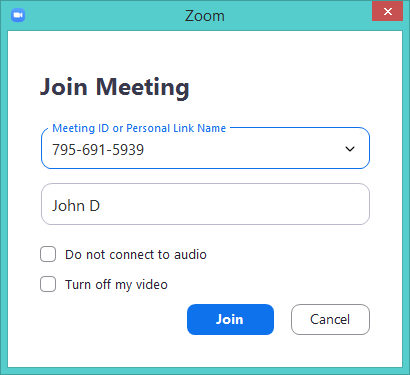 Zoom
Join Meeting
Meeting ID or Personal Link Name
795-691-5939
John D
Do not connect to audio
Turn off my video
Join
Cancel